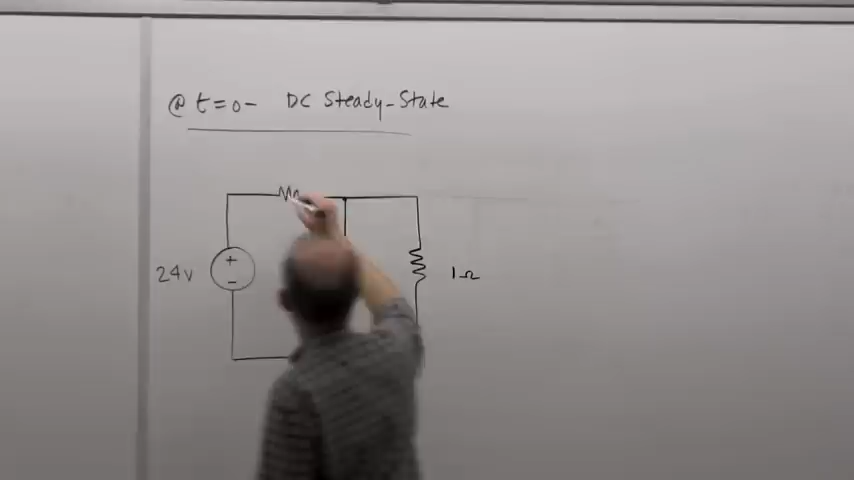 @ t=0- DC Steady-State
+
24v
-
1Ω